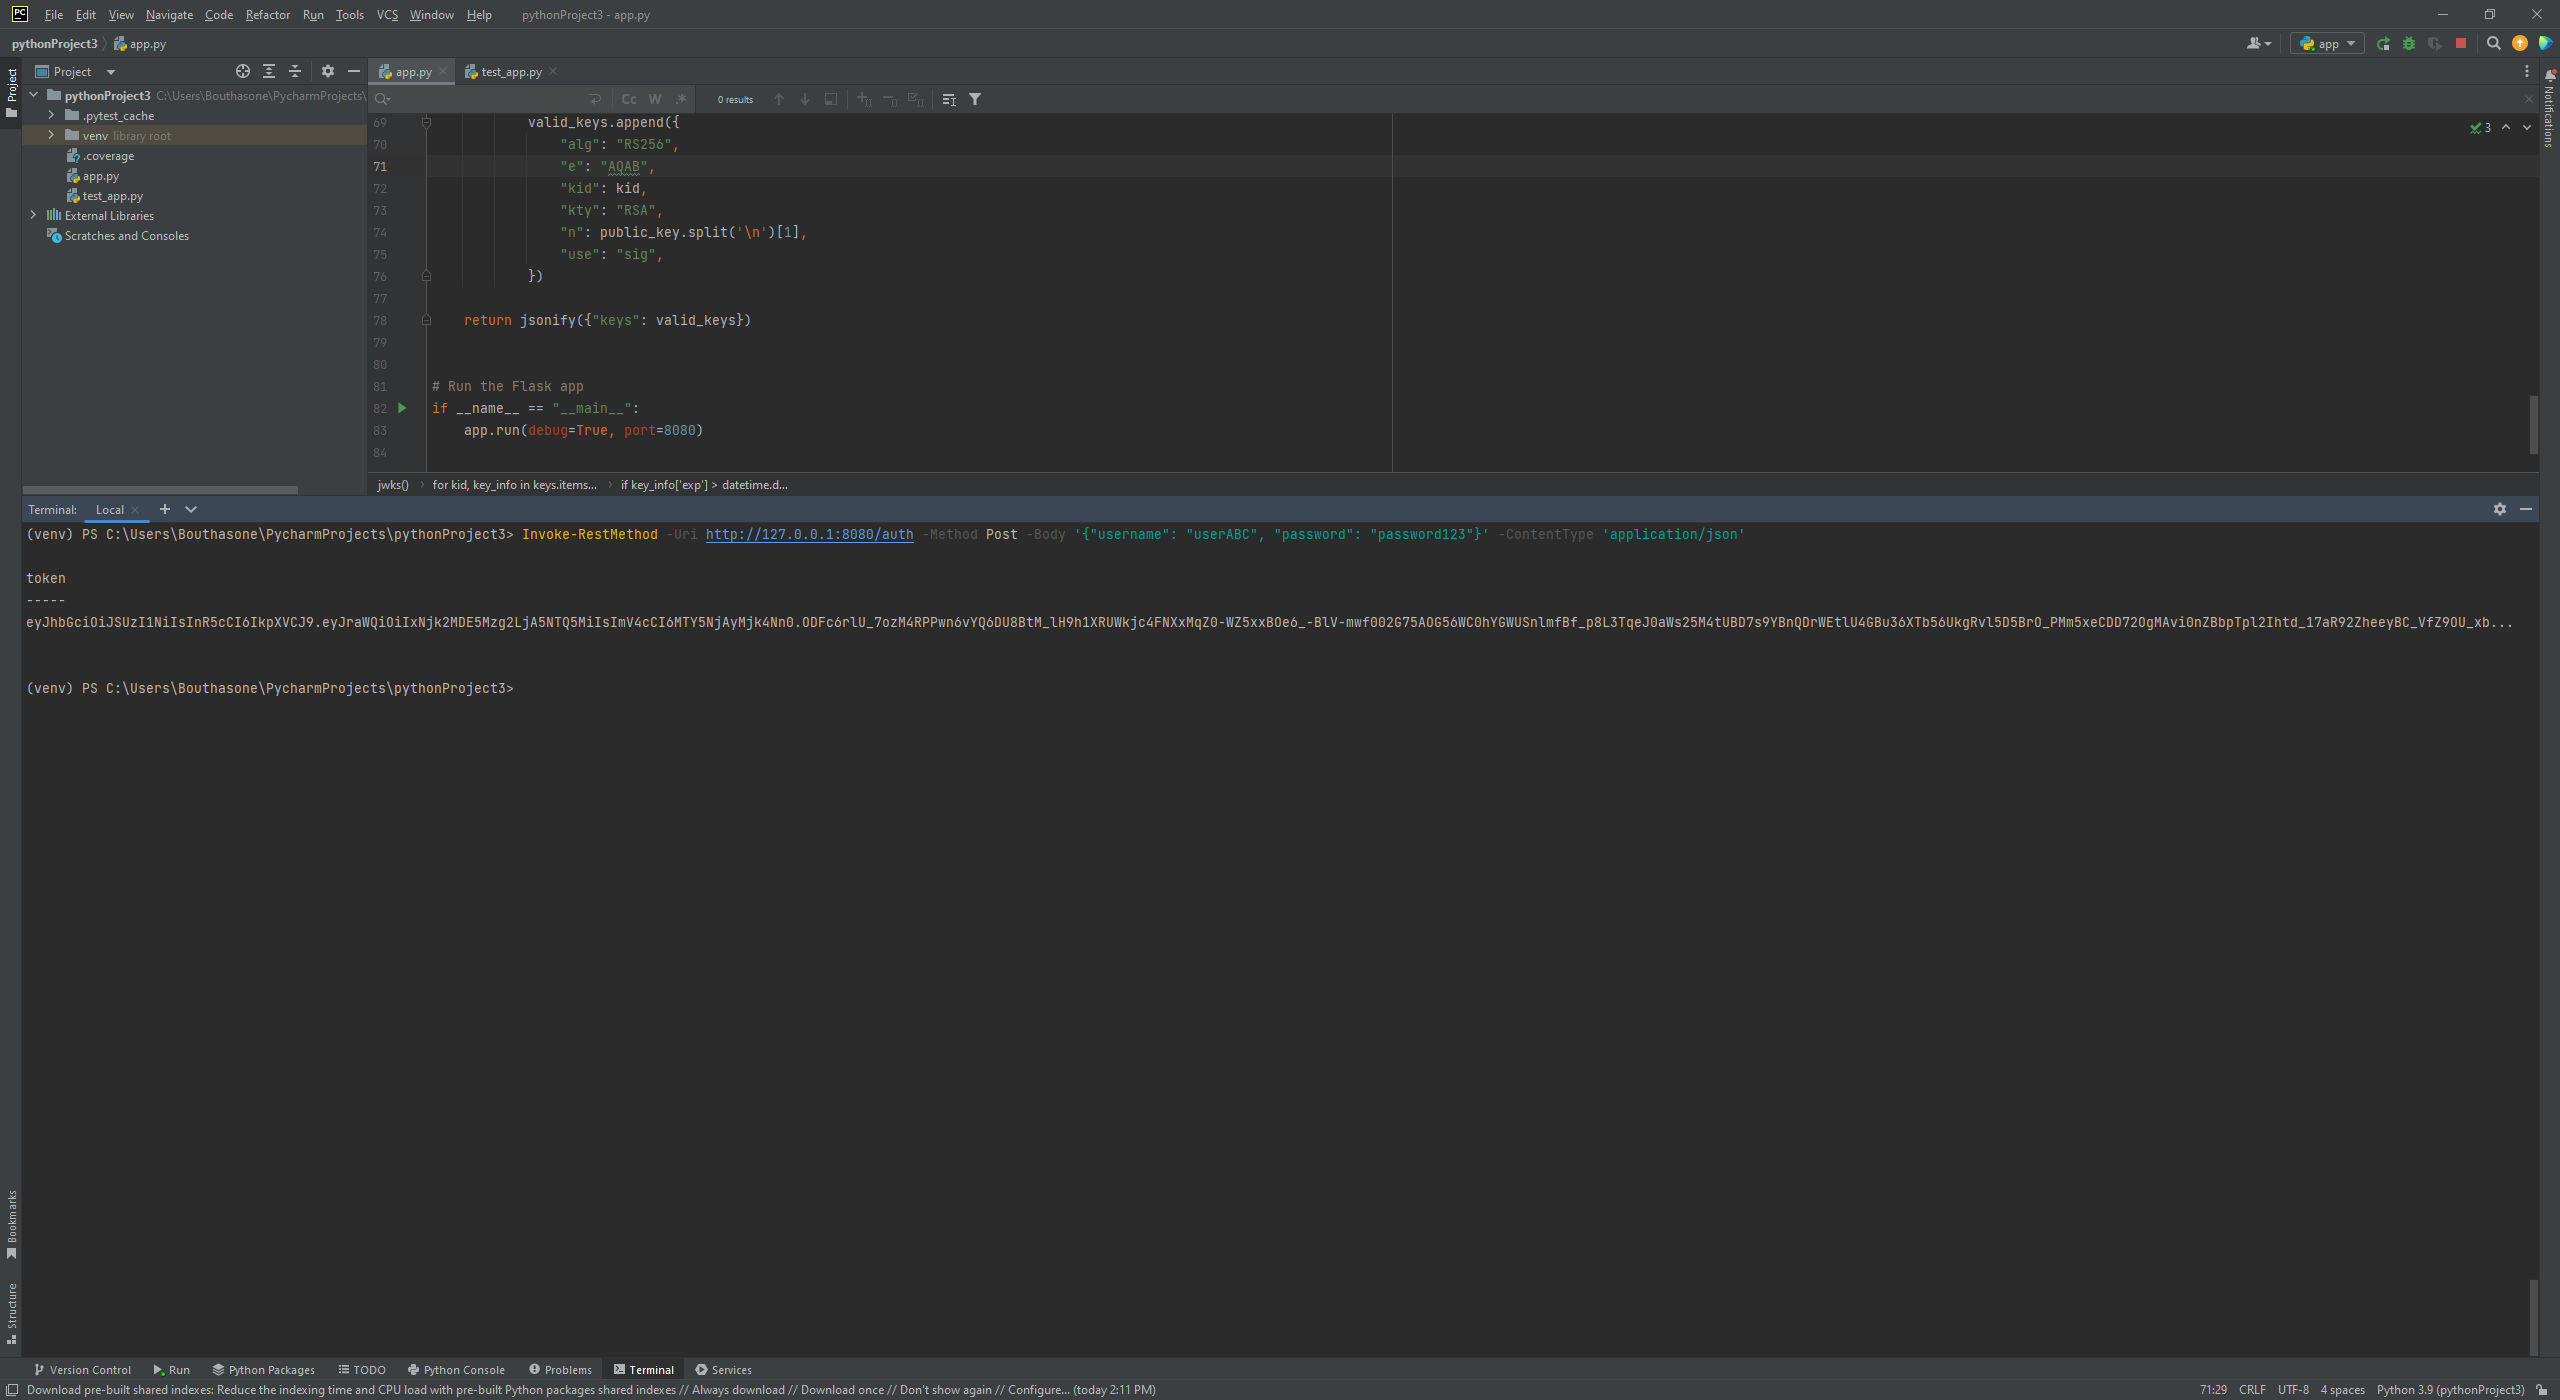 PC File Edit View Navigate Code Refactor Run Tools VCS Window Help pythonProject3 - app.py
pythonProject3 app.py
app
Project
Project
app.py test_app.py
Notifications
pythonProject3 C:\Users\Bouthasone\PycharmProjects\
.pytest_cache
venv library root
.coverage
app.py
test_app.py
External Libraries
Scratches and Consoles
Cc W .* 0 results
3
69 valid_keys.append({
70 "alg": "RS256",
71 "e": "AQAB",
72 "kid": kid,
73 "kty": "RSA",
74 "n": public_key.split('\n')[1],
75 "use": "sig",
76 })
77
78 return jsonify({"keys": valid_keys})
79
80
81 # Run the Flask app
82 if __name__ == "__main__":
83 app.run(debug=True, port=8080)
84
jwks() for kid, key_info in keys.items... if key_info['exp'] > datetime.d...
Terminal: Local
(venv) PS C:\Users\Bouthasone\PycharmProjects\pythonProject3> Invoke-RestMethod -Uri http://127.0.0.1:8080/auth -Method Post -Body '{"username": "userABC", "password": "password123"}' -ContentType 'application/json'
token
-----
eyJhbGciOiJSUzI1NiIsInR5cCI6IkpXVCJ9.eyJraWQiOiIxNjk2MDE5Mzg2LjA5NTQ5MiIsImV4cCI6MTY5NjAyMjk4Nn0.ODFc6rlU_7ozM4RPPwn6vYQ6DU8BtM_lH9h1XRUWkjc4FNXxMqZ0-WZ5xxBOe6_-BlV-mwf002G75AOG56WC0hYGWUSnlmfBf_p8L3TqeJ0aWs25M4tUBD7s9YBnQDrWEtlU4GBu36XTb56UkgRvl5D5BrO_PMm5xeCDD72OgMAvi0nZBbpTpl2Ihtd_17aR92ZheeyBC_VfZ9OU_xb...
(venv) PS C:\Users\Bouthasone\PycharmProjects\pythonProject3>
Bookmarks
Structure
Version Control Run Python Packages TODO Python Console Problems Terminal Services
Download pre-built shared indexes: Reduce the indexing time and CPU load with pre-built Python packages shared indexes // Always download // Download once // Don't show again // Configure... (today 2:11 PM) 71:29 CRLF UTF-8 4 spaces Python 3.9 (pythonProject3)